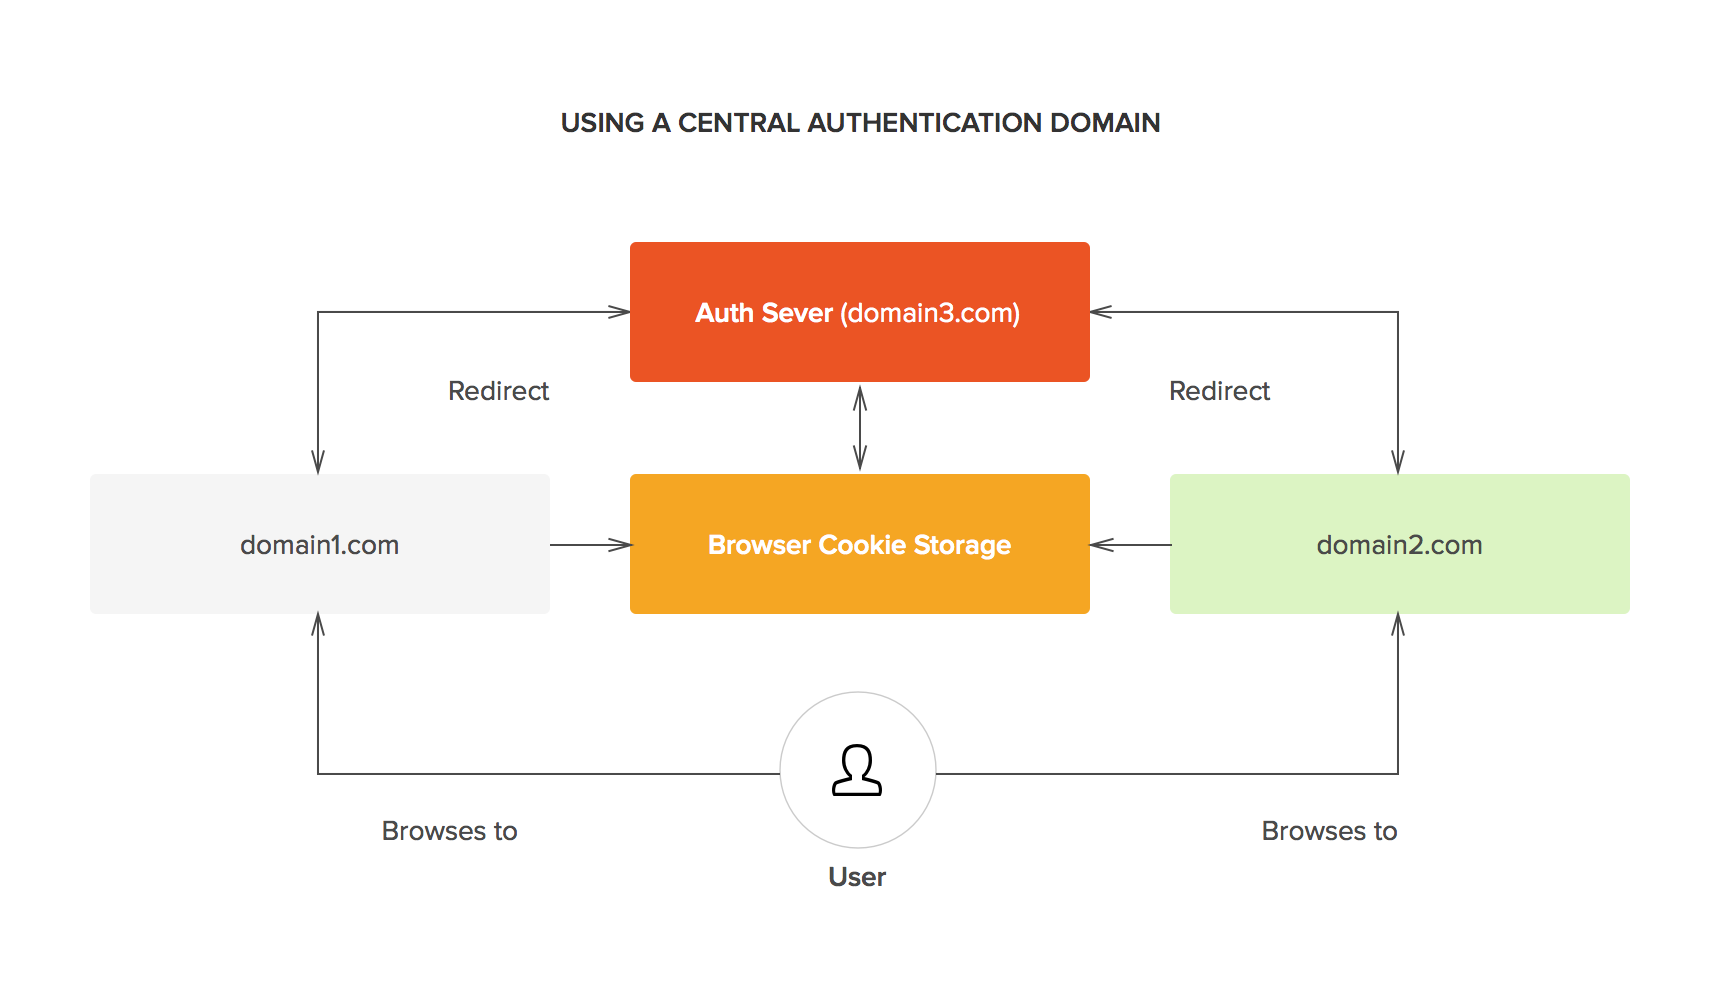 USING A CENTRAL AUTHENTICATION DOMAIN
Auth Sever (domain3.com)
Redirect
Redirect
domain1.com
Browser Cookie Storage
domain2.com
Browses to
Browses to
User